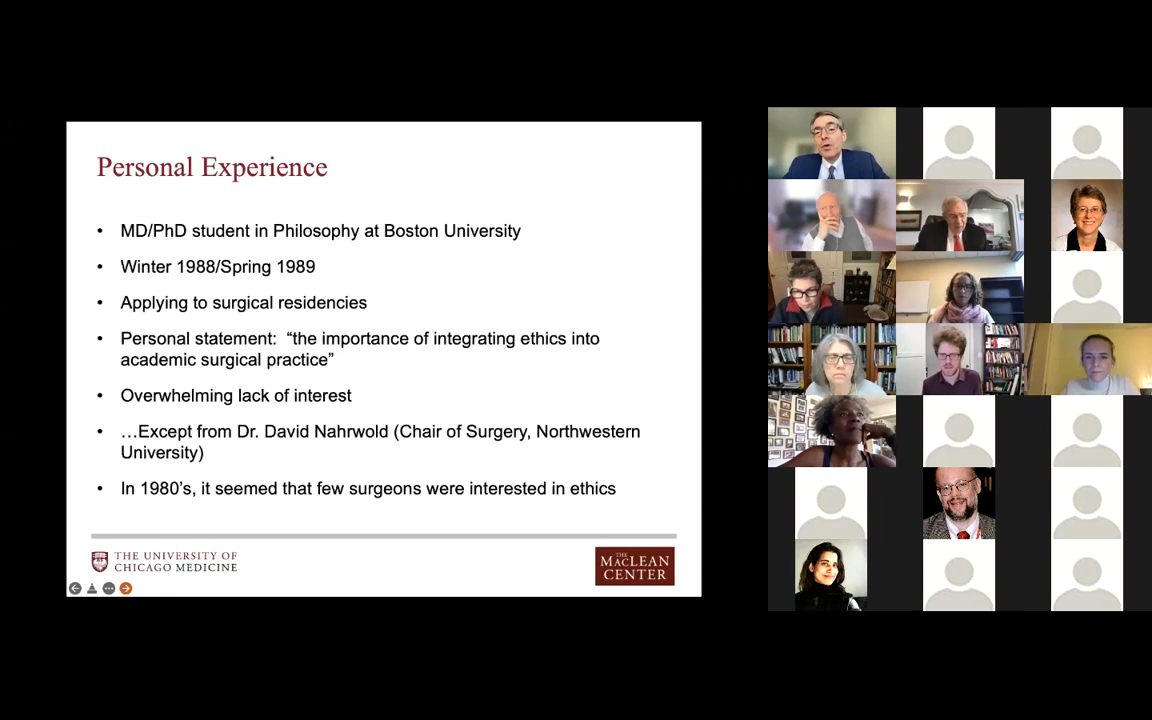 Personal Experience
• MD/PhD student in Philosophy at Boston University
• Winter 1988/Spring 1989
• Applying to surgical residencies
• Personal statement: “the importance of integrating ethics into
academic surgical practice”
• Overwhelming lack of interest
• …Except from Dr. David Nahrwold (Chair of Surgery, Northwestern
University)
• In 1980’s, it seemed that few surgeons were interested in ethics
THE UNIVERSITY OF
CHICAGO MEDICINE
THE
MACLEAN
CENTER